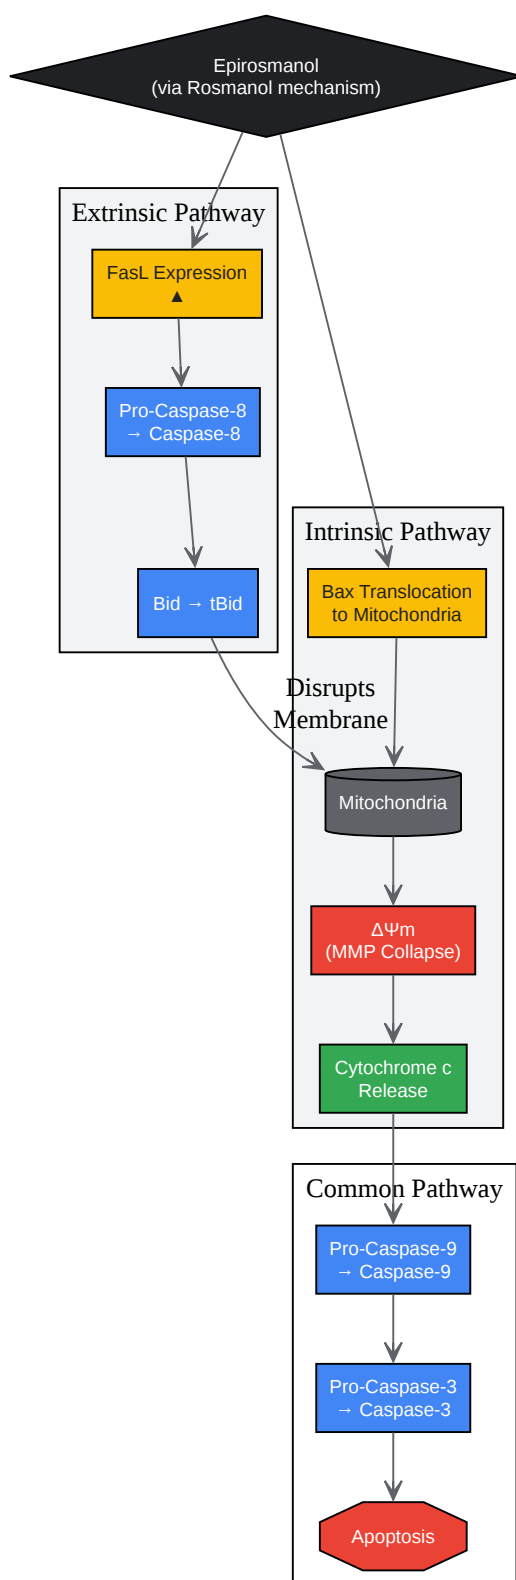 Epirosmanol
(via Rosmanol mechanism)
Extrinsic Pathway
FasL Expression
▲
Pro-Caspase-8
→ Caspase-8
Intrinsic Pathway
Bid → tBid
Bax Translocation
to Mitochondria
Disrupts
Membrane
Mitochondria
ΔΨm
(MMP Collapse)
Cytochrome c
Release
Common Pathway
Pro-Caspase-9
→ Caspase-9
Pro-Caspase-3
→ Caspase-3
Apoptosis